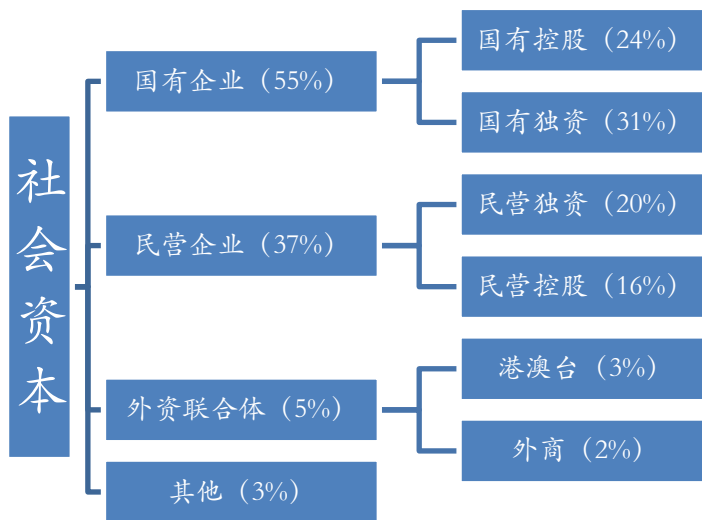 社会资本
国有企业（55%）
国有控股（24%）
国有独资（31%）
民营企业（37%）
民营独资（20%）
民营控股（16%）
外资联合体（5%）
港澳台（3%）
外商（2%）
其他（3%）